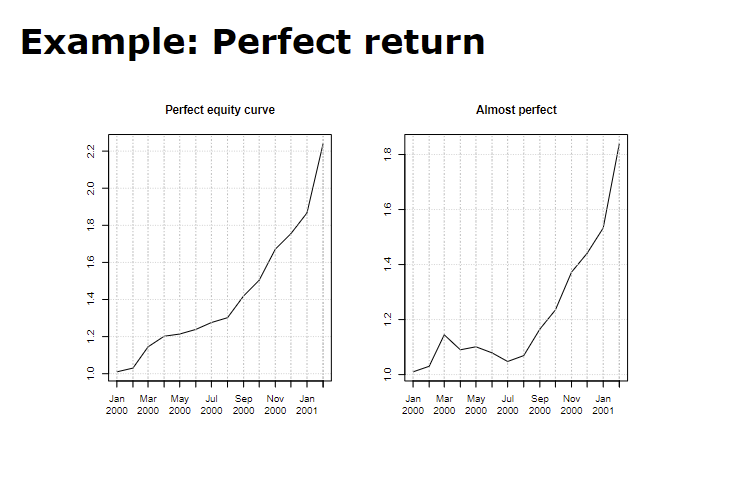 Example: Perfect return
Perfect equity curve
2.2
2.0
1.8
1.6
1.4
1.2
1.0
Jan Mar May Jul Sep Nov Jan
2000 2000 2000 2000 2000 2000 2001
Almost perfect
1.8
1.6
1.4
1.2
1.0
Jan Mar May Jul Sep Nov Jan
2000 2000 2000 2000 2000 2000 2001